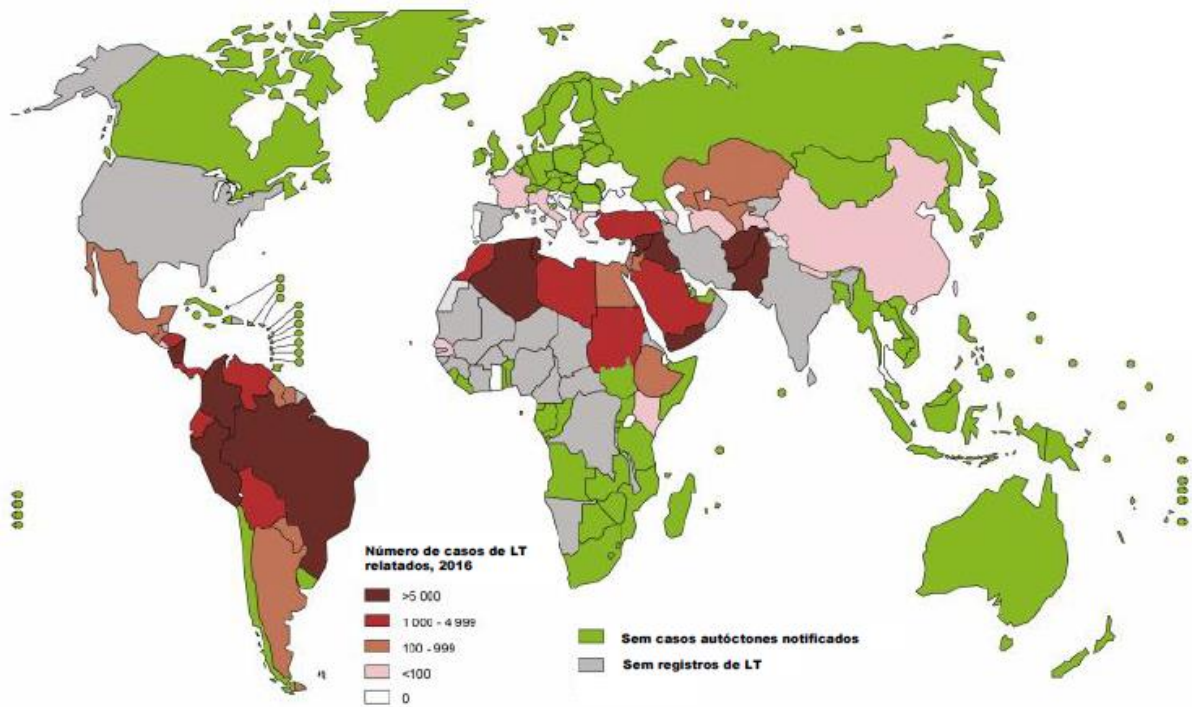 Número de casos de LT
relatados, 2016
>5 000
1 000 - 4 999
100 - 999
<100
0
Sem casos autóctones notificados
Sem registros de LT